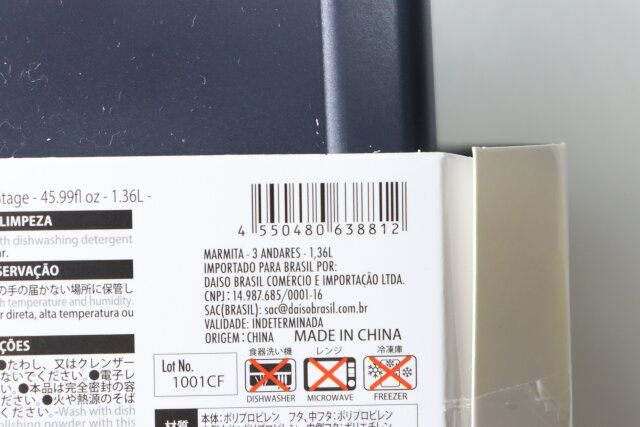 Stage - 45.99fl oz - 1.36L -
LIMPEZA
th dishwashing detergent
ar.
SERVAÇÃO
の手の届かない場所に保管し
h temperature and humidity.
r direta, alta temperatura ou
ÇÕES
●たわし、又はクレンザー
ないでください。●電子レ
い。●本品は完全密封の容
ださい。●火や熱源のそば
-Wash with dish
olishing powder with this
4 550480 638812
MARMITA - 3 ANDARES - 1,36L
IMPORTADO PARA BRASIL POR:
DAISO BRASIL COMÉRCIO E IMPORTAÇÃO LTDA.
CNPJ: 14.987.685/0001-16
SAC(BRASIL): sac@daisobrasil.com.br
VALIDADE: INDETERMINADA
ORIGEM: CHINA MADE IN CHINA
Lot No.
1001CF
食器洗い機 レンジ 冷凍庫
DISHWASHER MICROWAVE FREEZER
材質 本体:ポリプロピレン フタ、中フタ:ポリプロピレン